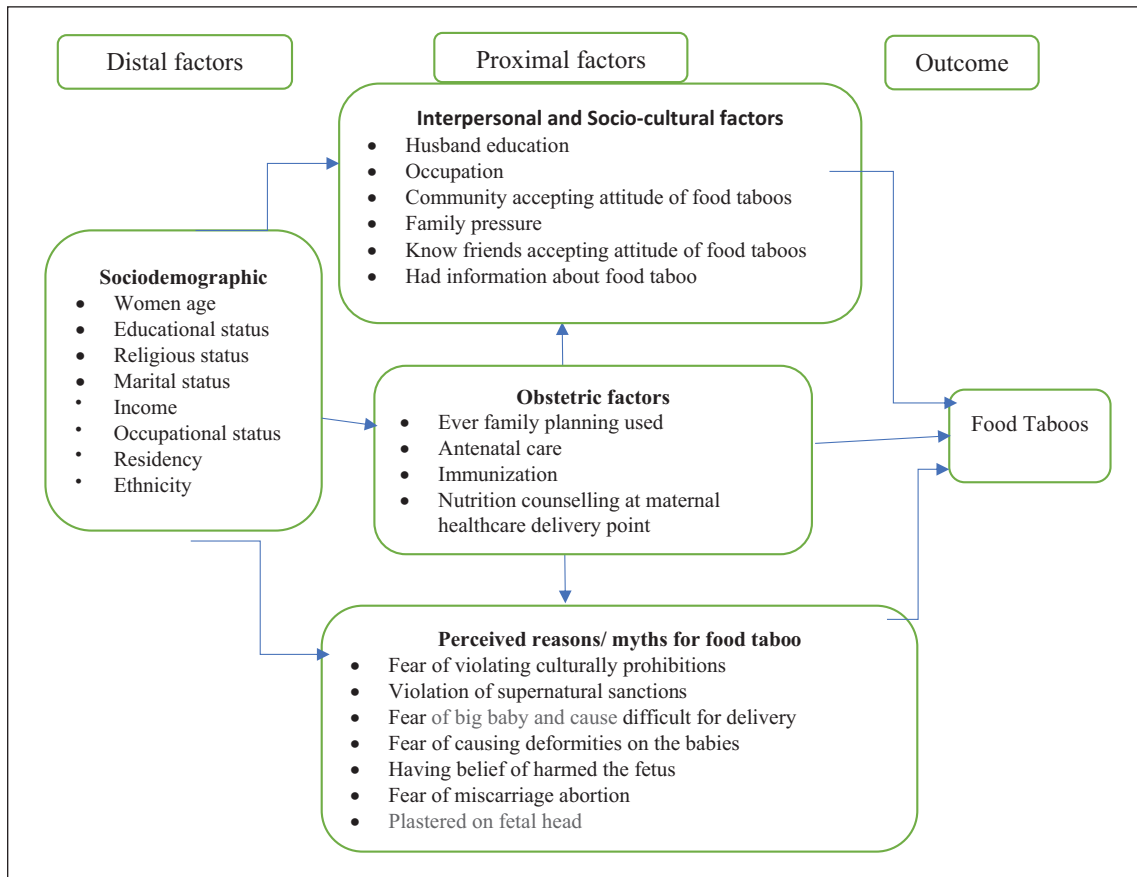 Distal factors
Proximal factors
Outcome
Interpersonal and Socio-cultural factors
• Husband education
• Occupation
• Community accepting attitude of food taboos
• Family pressure
• Know friends accepting attitude of food taboos
• Had information about food taboo
Sociodemographic
• Women age
• Educational status
• Religious status
• Marital status
• Income
• Occupational status
• Residency
• Ethnicity
Obstetric factors
• Ever family planning used
• Antenatal care
• Immunization
• Nutrition counselling at maternal
healthcare delivery point
Food Taboos
Perceived reasons/ myths for food taboo
• Fear of violating culturally prohibitions
• Violation of supernatural sanctions
• Fear of big baby and cause difficult for delivery
• Fear of causing deformities on the babies
• Having belief of harmed the fetus
• Fear of miscarriage abortion
• Plastered on fetal head